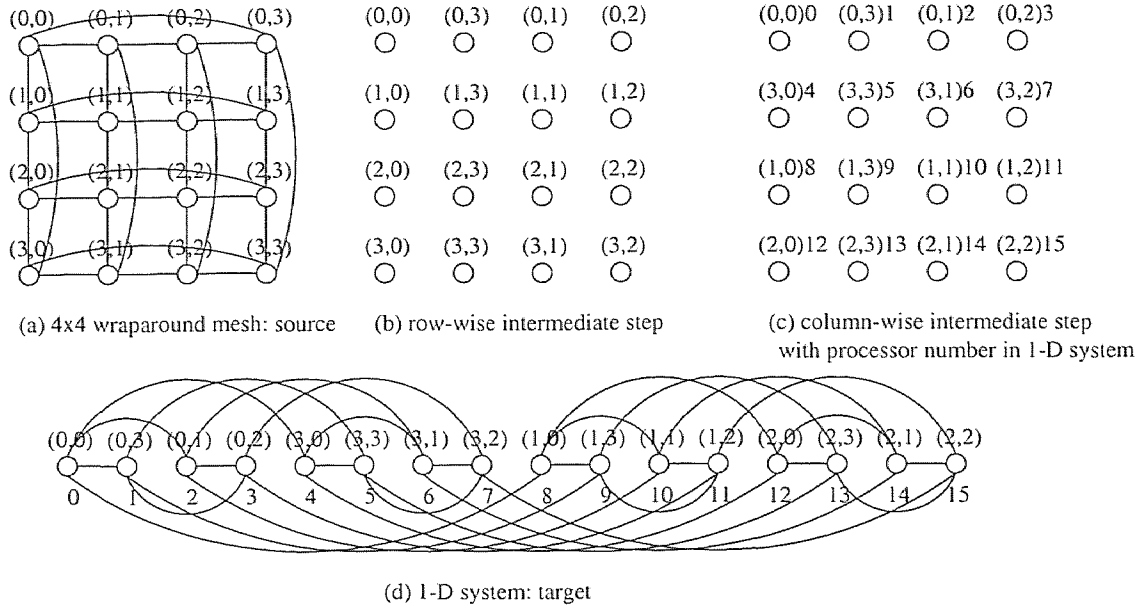 (0,0) (0,1) (0,2) (0,3)
(1,0) (1,1) (1,2) (1,3)
(2,0) (2,1) (2,2) (2,3)
(3,0) (3,1) (3,2) (3,3)
(a) 4x4 wraparound mesh: source
(0,0) (0,3) (0,1) (0,2)
(1,0) (1,3) (1,1) (1,2)
(2,0) (2,3) (2,1) (2,2)
(3,0) (3,3) (3,1) (3,2)
(b) row-wise intermediate step
(0,0)0 (0,3)1 (0,1)2 (0,2)3
(3,0)4 (3,3)5 (3,1)6 (3,2)7
(1,0)8 (1,3)9 (1,1)10 (1,2)11
(2,0)12 (2,3)13 (2,1)14 (2,2)15
(c) column-wise intermediate step
with processor number in 1-D system
(0,0) (0,3) (0,1) (0,2) (3,0) (3,3) (3,1) (3,2) (1,0) (1,3) (1,1) (1,2) (2,0) (2,3) (2,1) (2,2)
0 1 2 3 4 5 6 7 8 9 10 11 12 13 14 15
(d) 1-D system: target